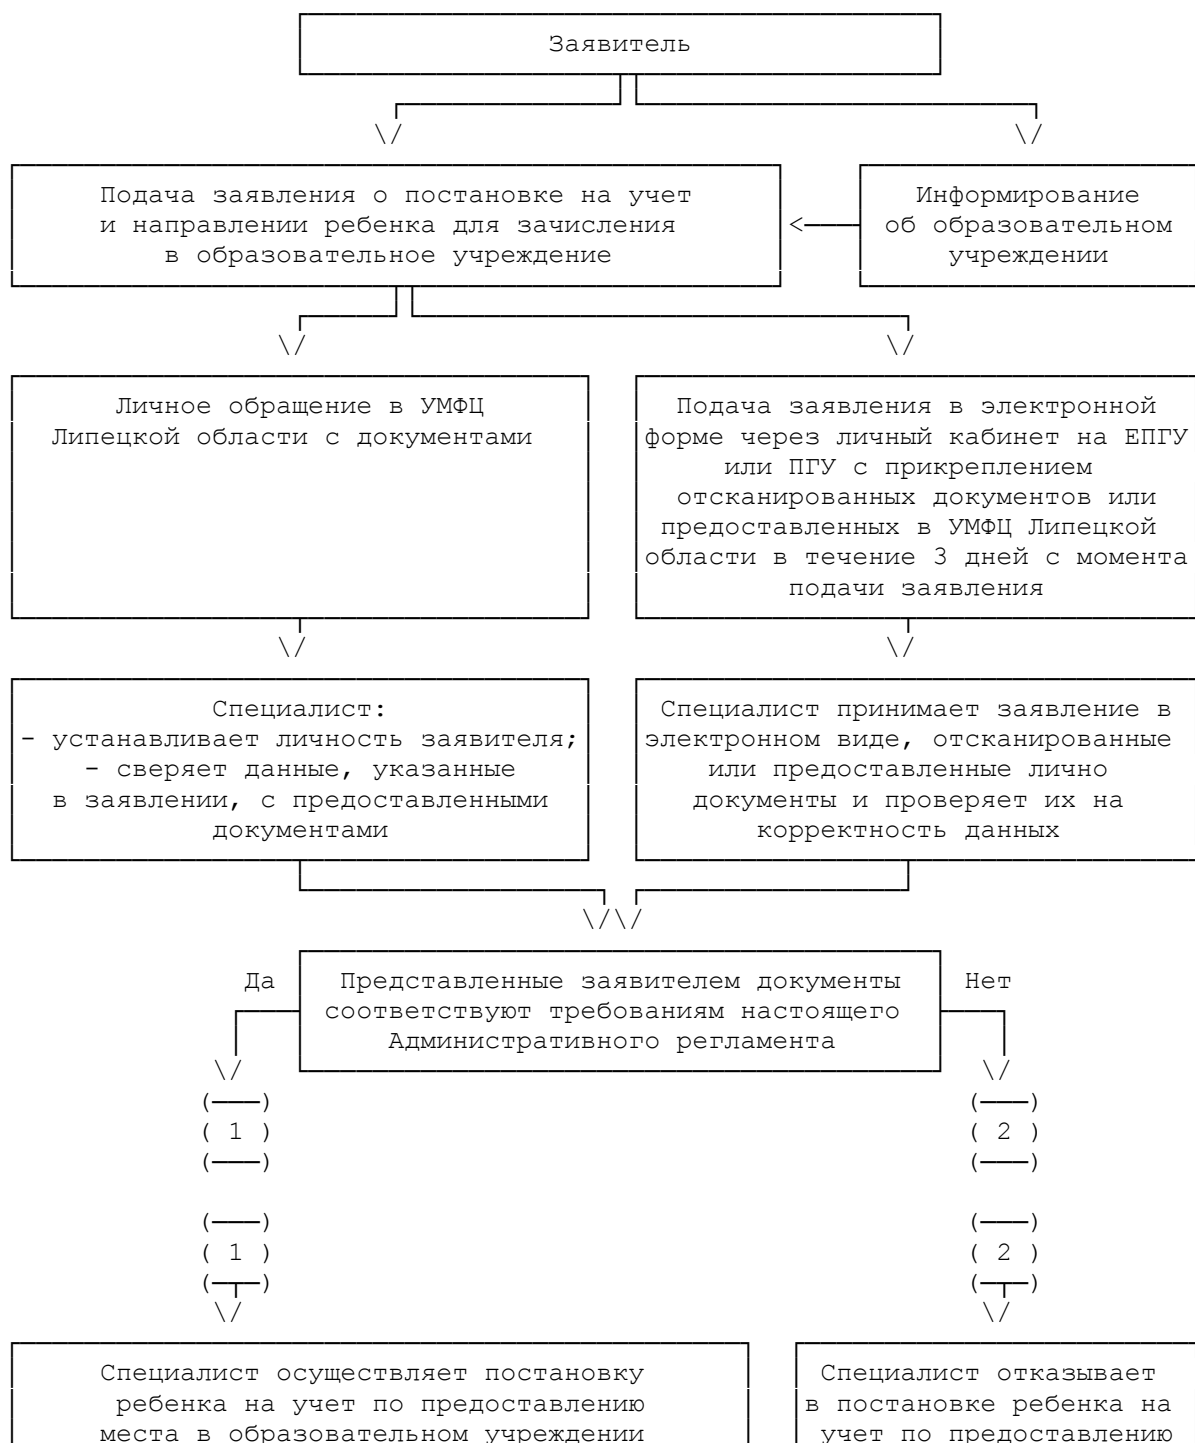 Заявитель
Подача заявления о постановке на учет
и направлении ребенка для зачисления
в образовательное учреждение
Информирование
об образовательном
учреждении
Личное обращение в УМФЦ
Липецкой области с документами
Подача заявления в электронной
форме через личный кабинет на ЕПГУ
или ПГУ с прикреплением
отсканированных документов или
предоставленных в УМФЦ Липецкой
области в течение 3 дней с момента
подачи заявления
Специалист:
- устанавливает личность заявителя;
- сверяет данные, указанные
в заявлении, с предоставленными
документами
Специалист принимает заявление в
электронном виде, отсканированные
или предоставленные лично
документы и проверяет их на
корректность данных
Да
Представленные заявителем документы
соответствуют требованиям настоящего
Административного регламента
Нет
( 1 )
( 2 )
( 1 )
( 2 )
Специалист осуществляет постановку
ребенка на учет по предоставлению
места в образовательном учреждении
Специалист отказывает
в постановке ребенка на
учет по предоставлению